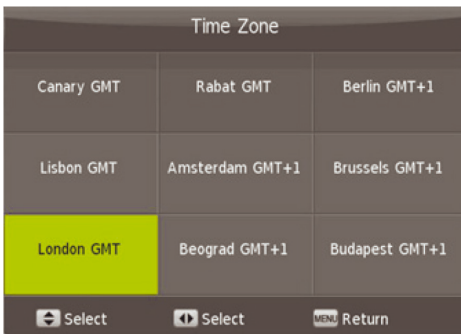 Time Zone
Canary GMT Rabat GMT Berlin GMT+1
Lisbon GMT Amsterdam GMT+1 Brussels GMT+1
London GMT Beograd GMT+1 Budapest GMT+1
Select Select MENU Return